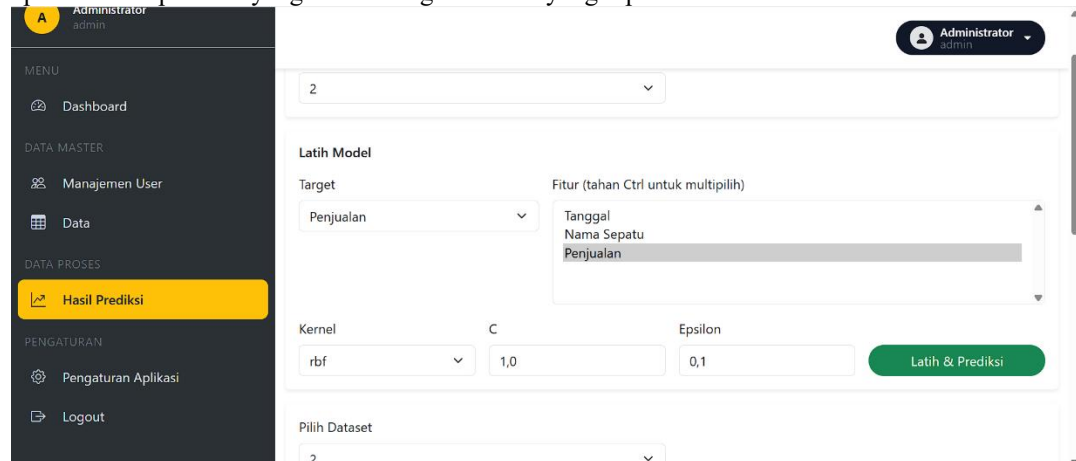 A Administrator
admin
Administrator
admin
MENU
Dashboard
DATA MASTER
Manajemen User
Data
DATA PROSES
Hasil Prediksi
PENGATURAN
Pengaturan Aplikasi
Logout
2
Latih Model
Target
Penjualan
Fitur (tahan Ctrl untuk multipilih)
Tanggal
Nama Sepatu
Penjualan
Kernel
C
Epsilon
rbf
1,0
0,1
Latih & Prediksi
Pilih Dataset
2